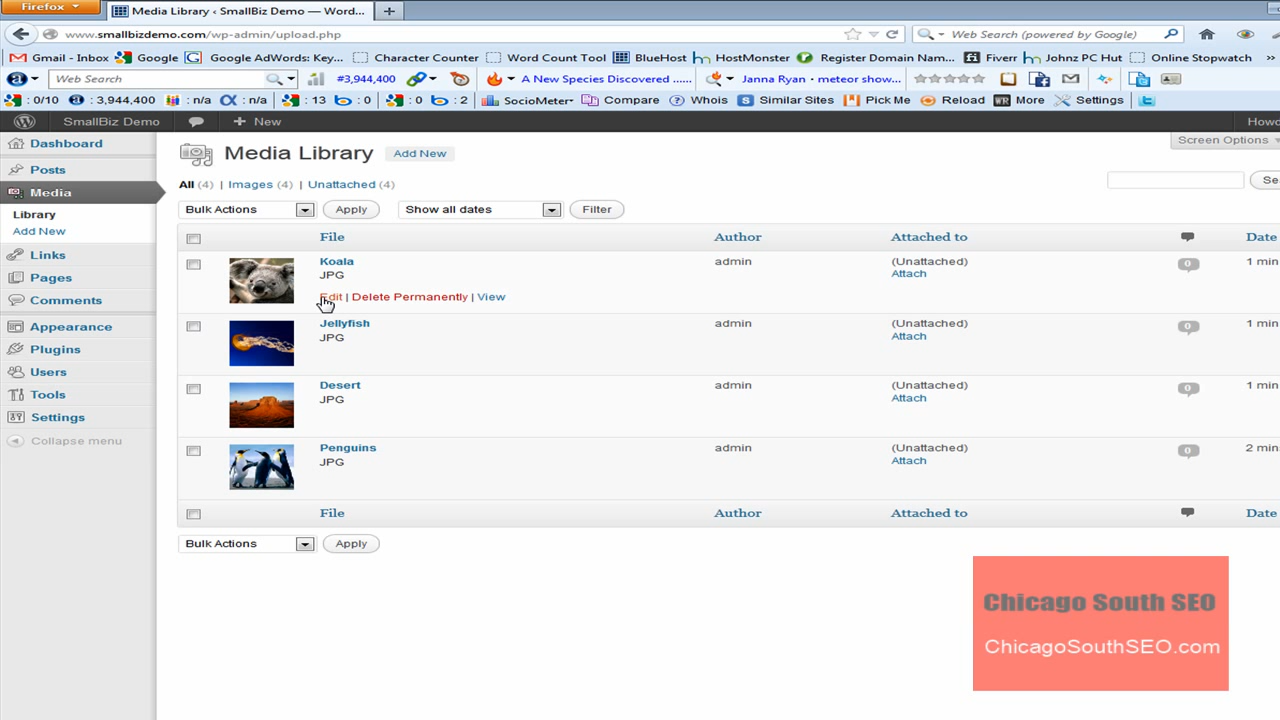 Firefox
Media Library ‹ SmallBiz Demo — Word...
www.smallbizdemo.com/wp-admin/upload.php
Web Search (powered by Google)
Gmail - Inbox Google Google AdWords: Key... Character Counter Word Count Tool BlueHost HostMonster Register Domain Nam... Fiverr Johnz PC Hut Online Stopwatch »
Web Search #3,944,400 A New Species Discovered ...... Janna Ryan • meteor show...
: 0/10 : 3,944,400 : n/a : n/a : 13 : 0 : 0 : 2 SocioMeter Compare Whois Similar Sites Pick Me Reload WR More Settings
SmallBiz Demo + New Howd
Dashboard
Posts
Media
Library
Add New
Links
Pages
Comments
Appearance
Plugins
Users
Tools
Settings
Collapse menu
Screen Options
Media Library Add New
All (4) | Images (4) | Unattached (4)
Sea
Bulk Actions Apply Show all dates Filter
File Author Attached to Date
Koala admin (Unattached) 0 1 min
JPG Attach
Edit | Delete Permanently | View
Jellyfish admin (Unattached) 0 1 min
JPG Attach
Desert admin (Unattached) 0 1 min
JPG Attach
Penguins admin (Unattached) 0 2 min
JPG Attach
File Author Attached to Date
Bulk Actions Apply
Chicago South SEO
ChicagoSouthSEO.com